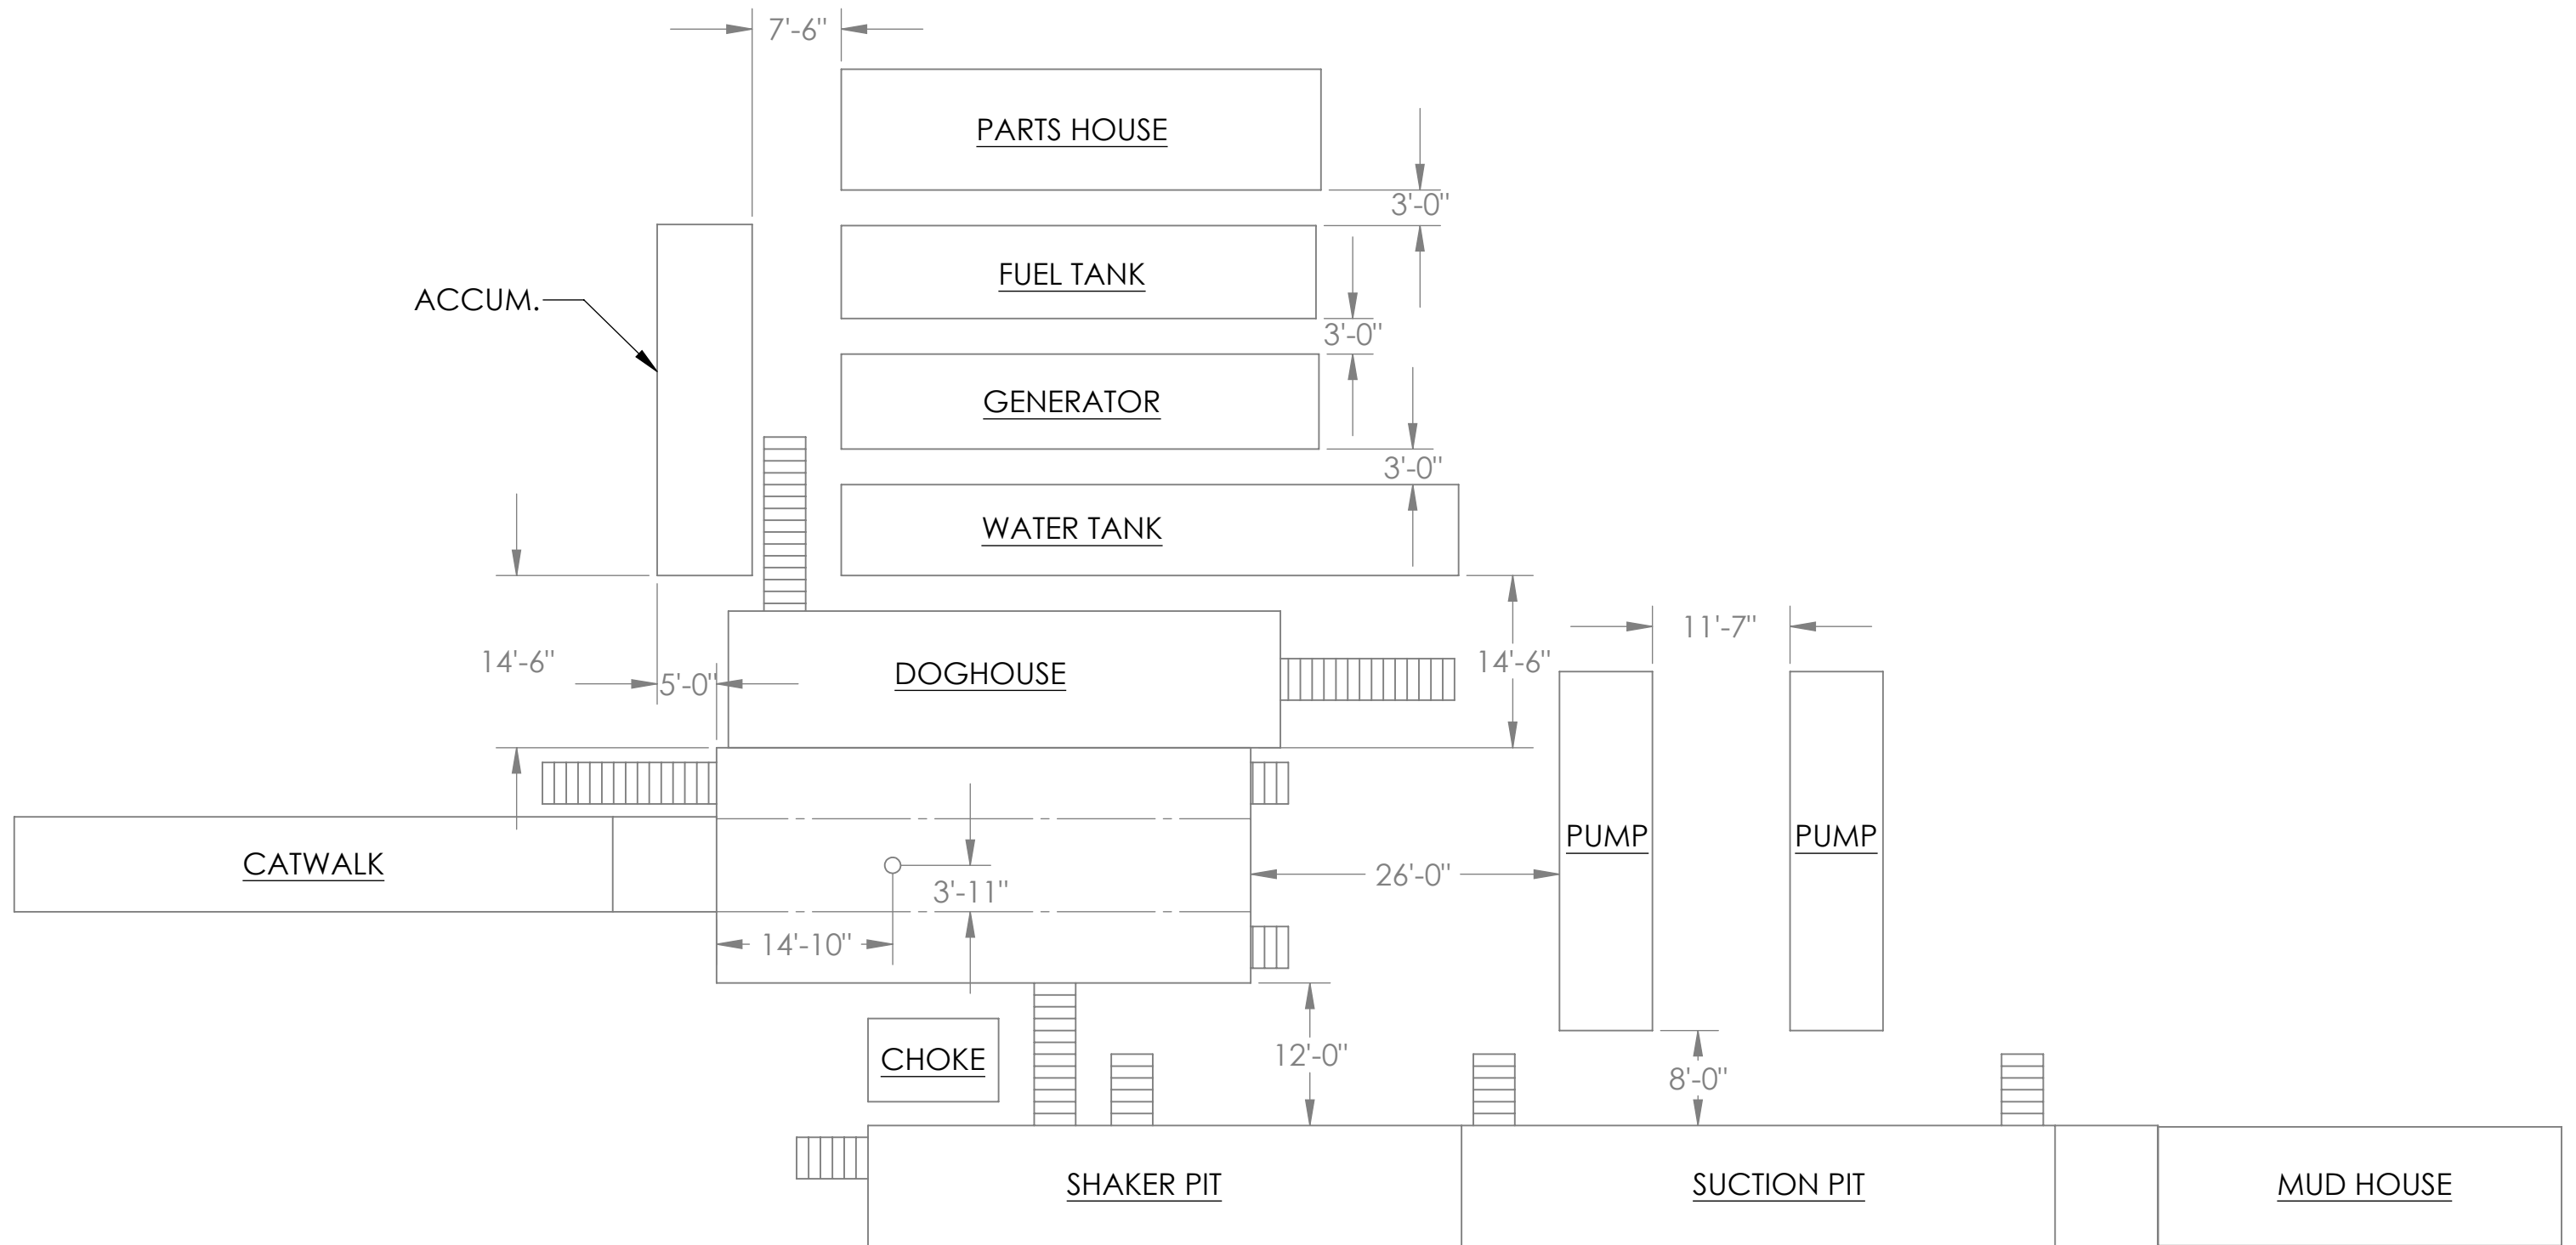 7'-6"
PARTS HOUSE
3'-0"
FUEL TANK
ACCUM.
3'-0"
GENERATOR
3'-0"
WATER TANK
11'-7"
14'-6"
14'-6"
DOGHOUSE
5'-0"
PUMP
PUMP
CATWALK
26'-0"
3'-11"
14'-10"
12'-0"
CHOKE
8'-0"
SHAKER PIT
SUCTION PIT
MUD HOUSE